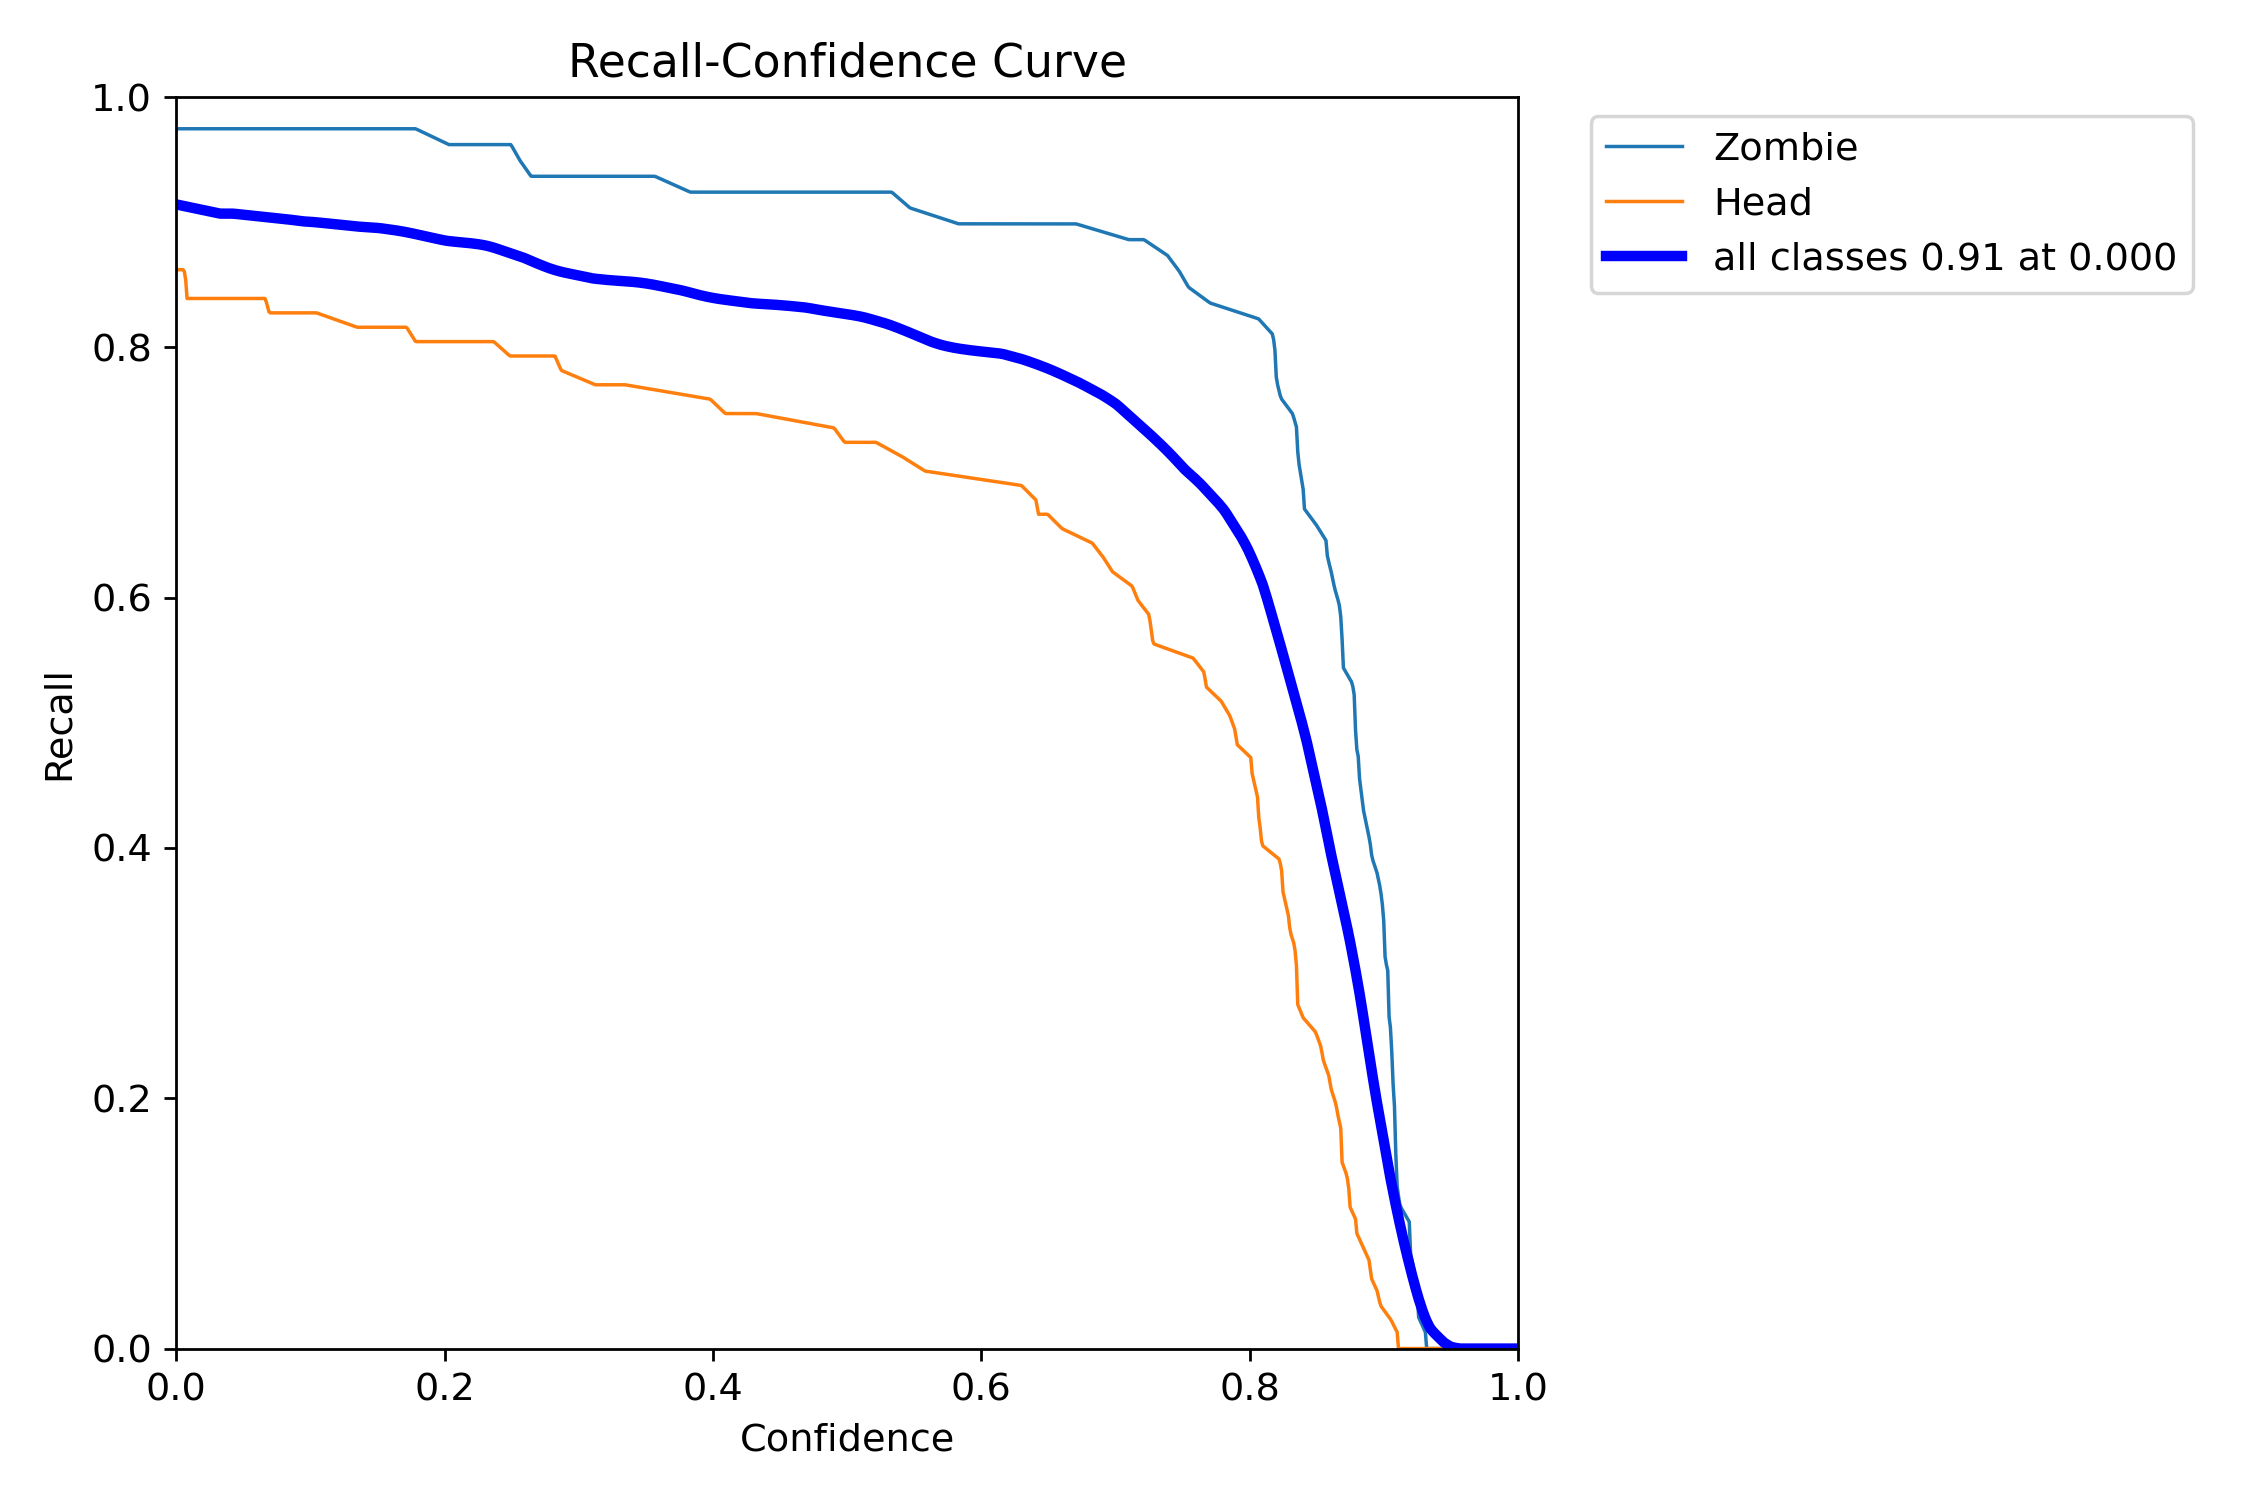 Recall-Confidence Curve
1.0
0.8
0.6
0.4
0.2
0.0
Recall
0.0 0.2 0.4 0.6 0.8 1.0
Confidence
Zombie
Head
all classes 0.91 at 0.000